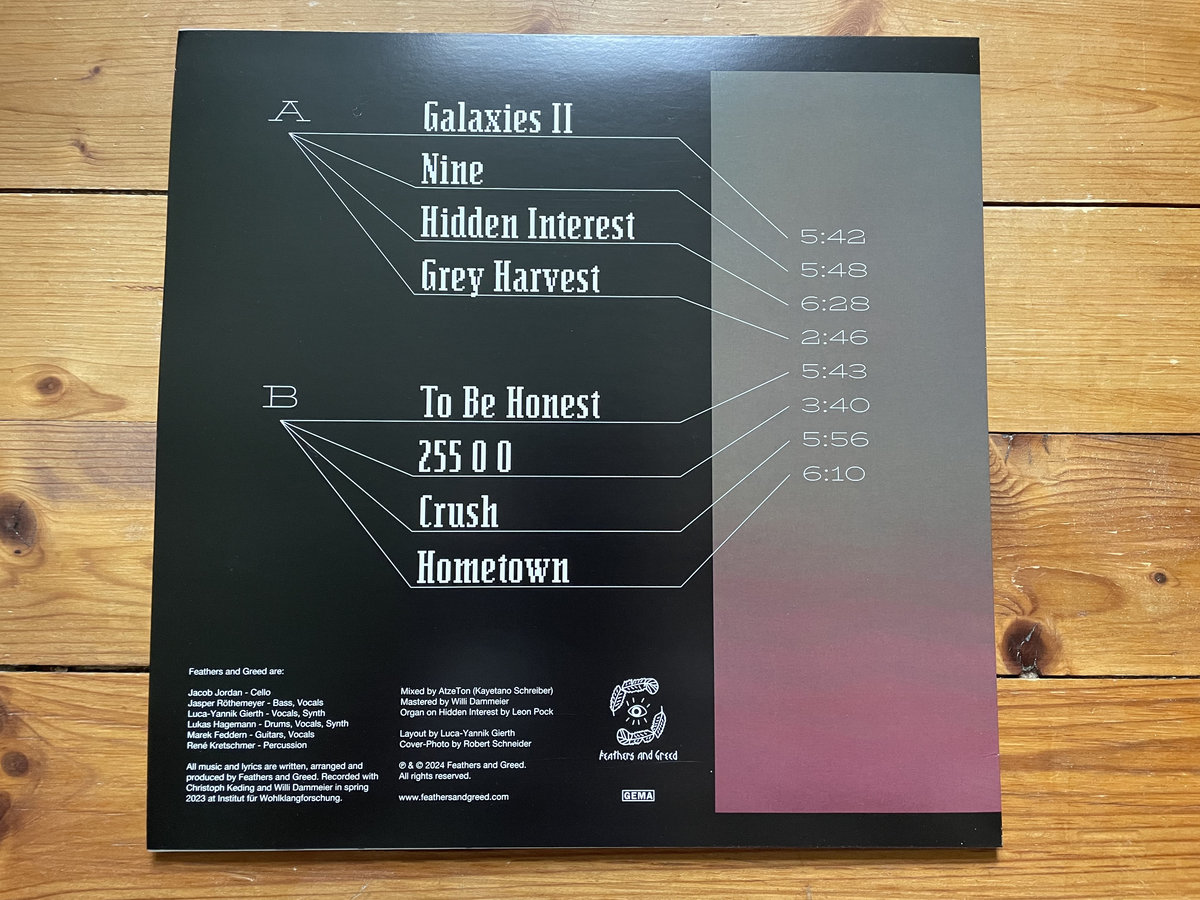 A
Galaxies II
Nine
Hidden Interest
Grey Harvest
5:42
5:48
6:28
2:46
B
To Be Honest
255 0 0
Crush
Hometown
5:43
3:40
5:56
6:10
Feathers and Greed are:
Jacob Jordan - Cello
Jasper Röthemeyer - Bass, Vocals
Luca-Yannik Gierth - Vocals, Synth
Lukas Hagemann - Drums, Vocals, Synth
Marek Feddern - Guitars, Vocals
René Kretschmer - Percussion
All music and lyrics are written, arranged and
produced by Feathers and Greed. Recorded with
Christoph Keding and Willi Dammeier in spring
2023 at Institut für Wohlklangforschung.
Mixed by AtzeTon (Kayetano Schreiber)
Mastered by Willi Dammeier
Organ on Hidden Interest by Leon Pock
Layout by Luca-Yannik Gierth
Cover-Photo by Robert Schneider
℗ & © 2024 Feathers and Greed.
All rights reserved.
www.feathersandgreed.com
Feathers and Greed
GEMA